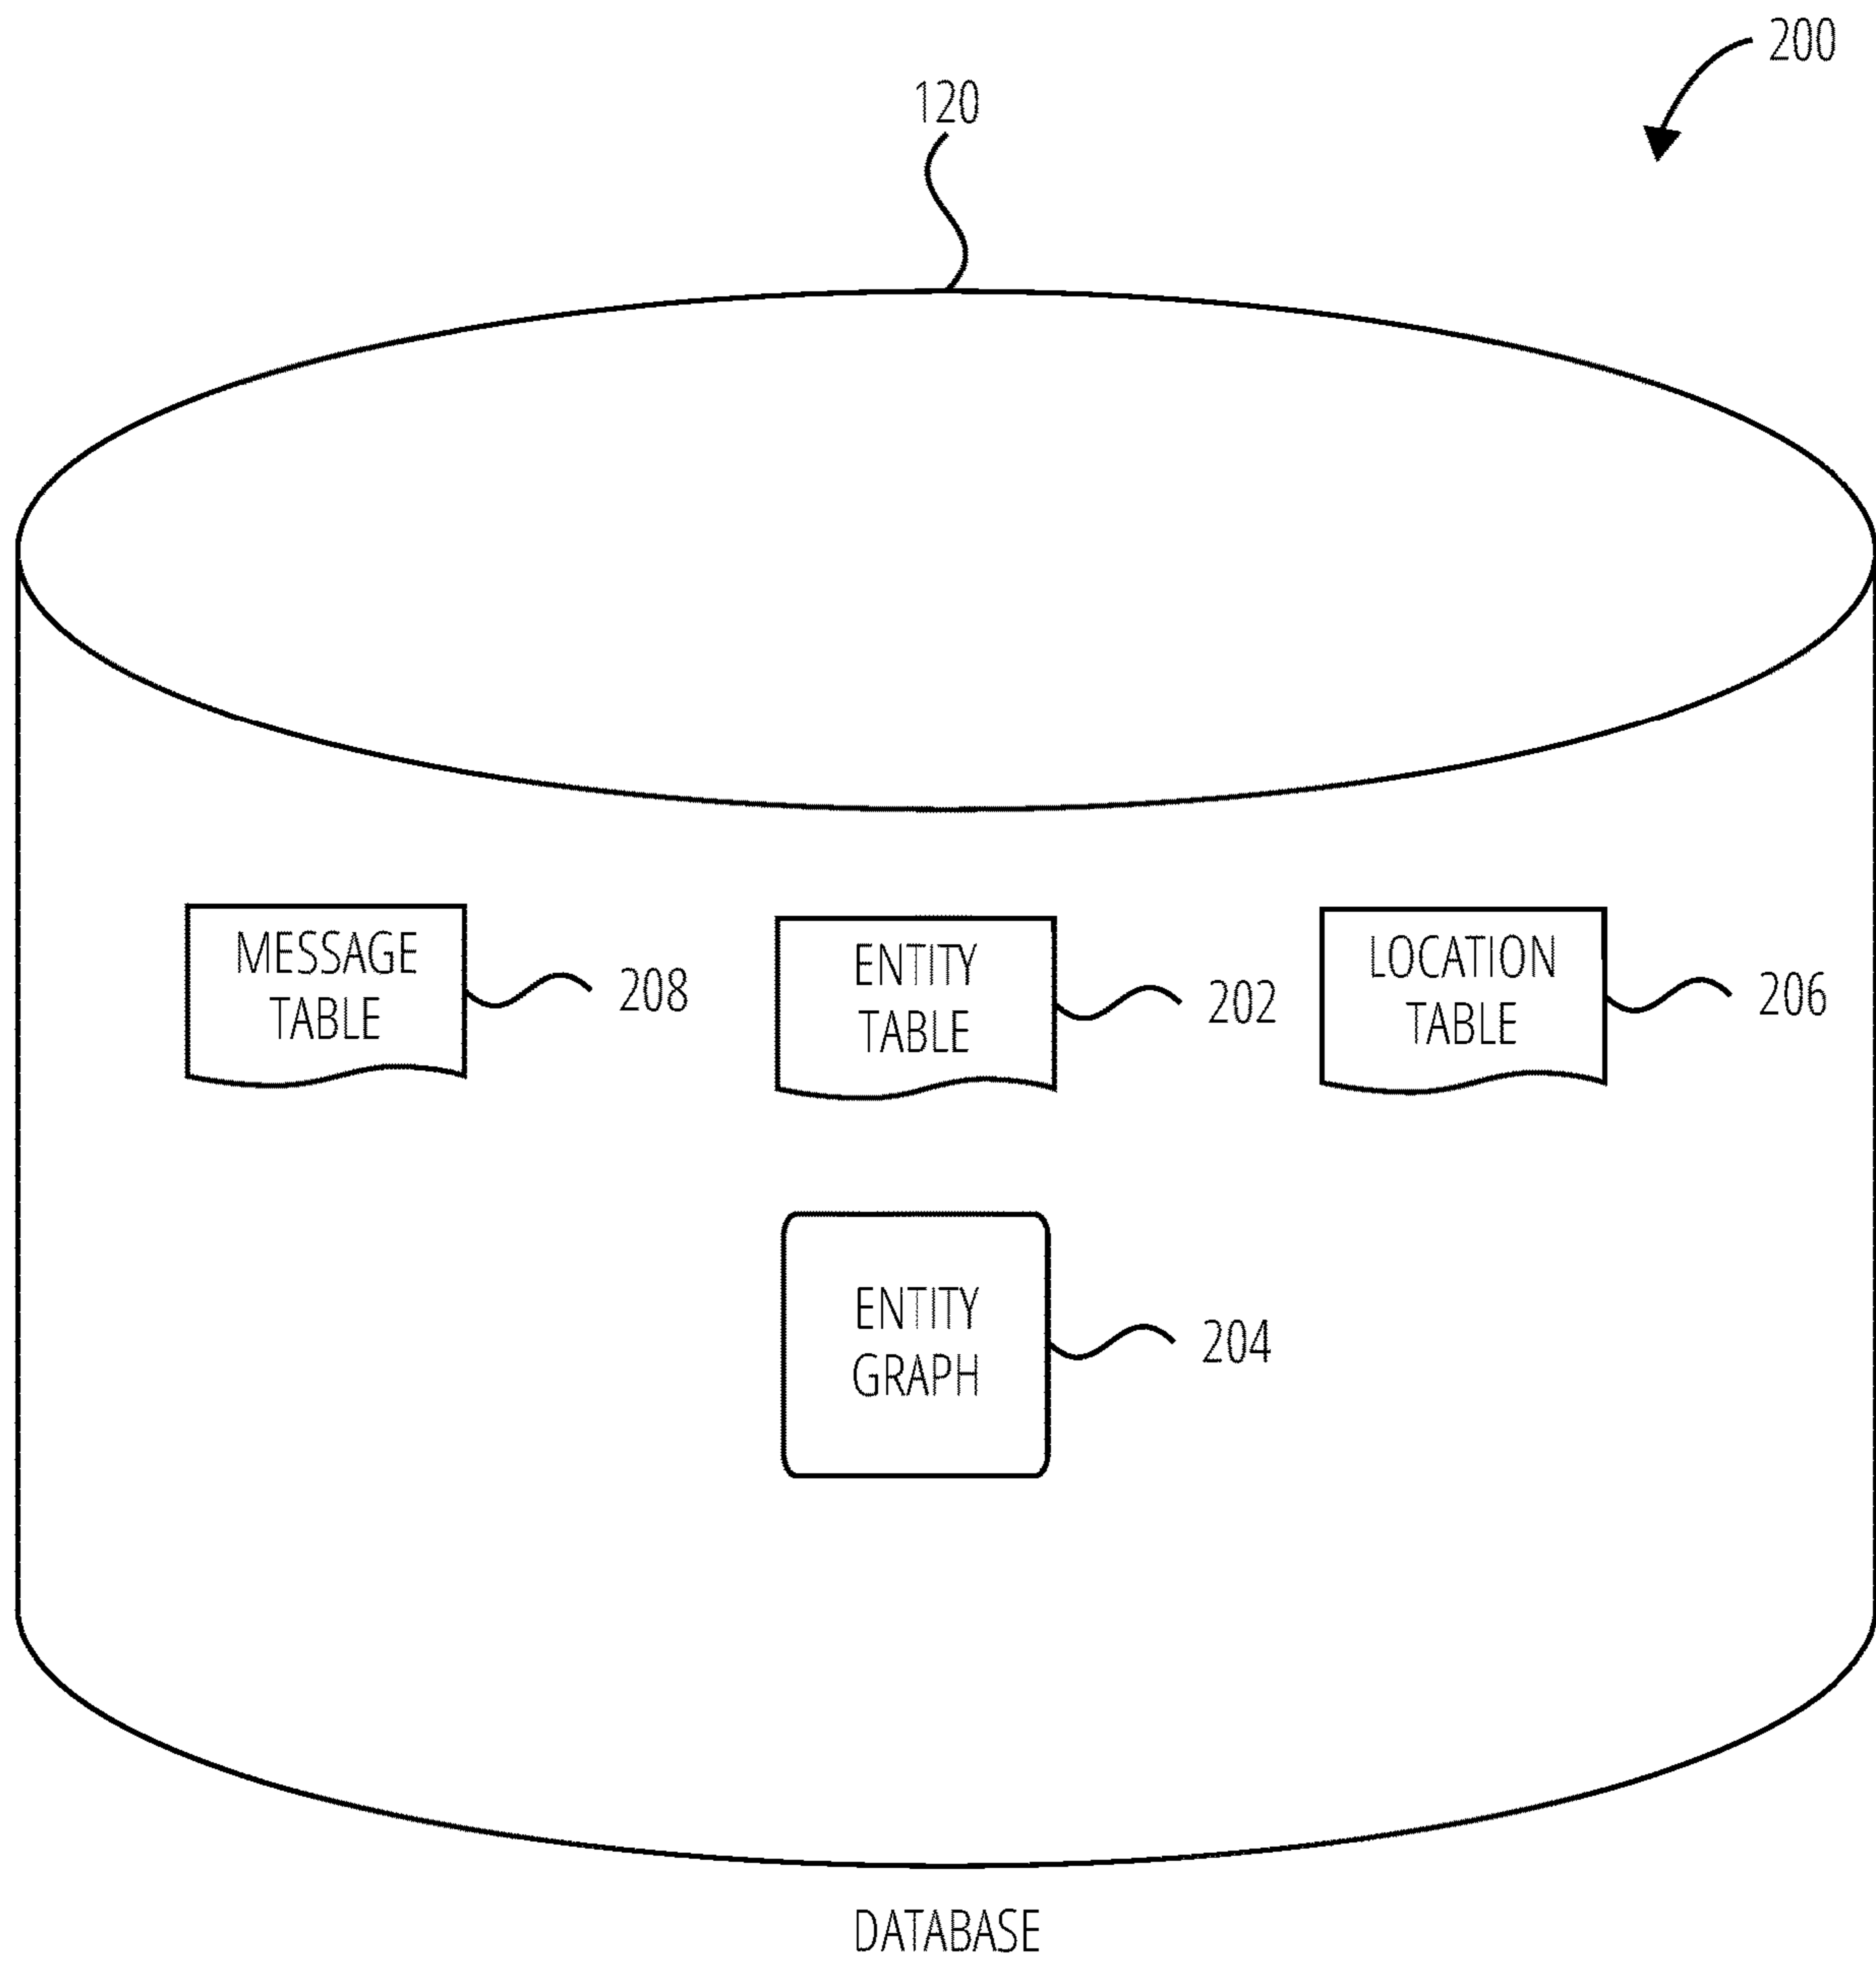 200
120
MESSAGE
TABLE
208
ENTITY
TABLE
202
LOCATION
TABLE
206
ENTITY
GRAPH
204
DATABASE